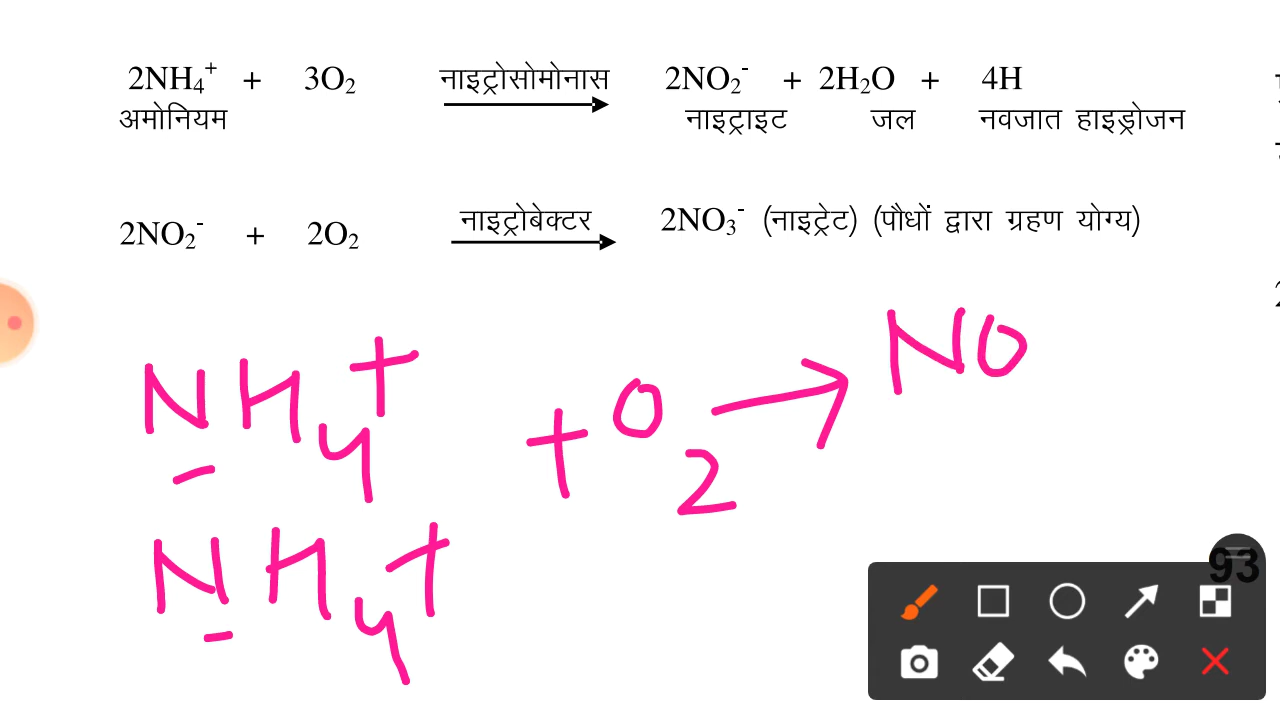 2NH₄⁺ + 3O₂ नाइट्रोसोमोनास 2NO₂⁻ + 2H₂O + 4H
अमोनियम नाइट्राइट जल नवजात हाइड्रोजन
2NO₂⁻ + 2O₂ नाइट्रोबेक्टर 2NO₃⁻ (नाइट्रेट) (पौधों द्वारा ग्रहण योग्य)
NH₄⁺ + O₂ → NO
NH₄⁺
93